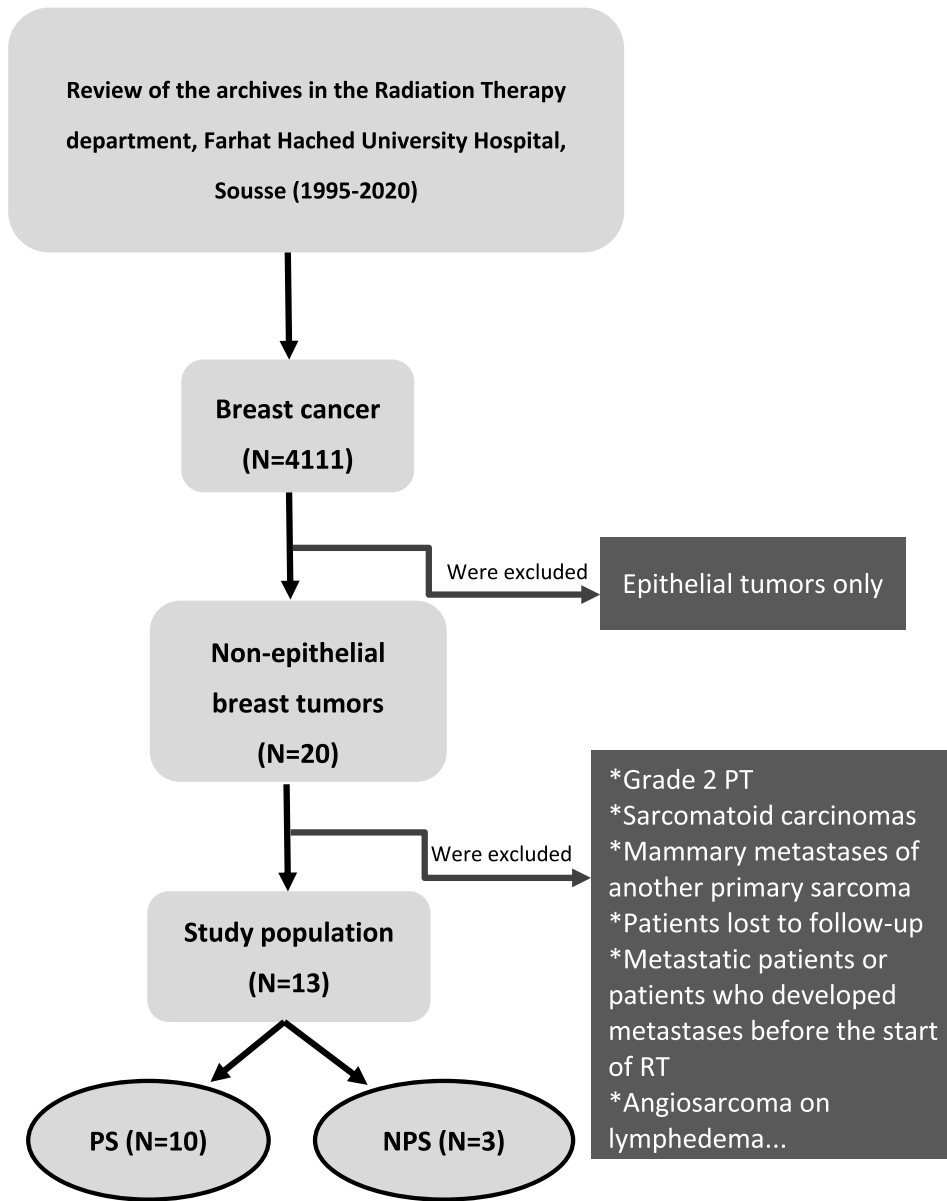 Review of the archives in the Radiation Therapy
department, Farhat Hached University Hospital,
Sousse (1995-2020)
Breast cancer
(N=4111)
Were excluded
Epithelial tumors only
Non-epithelial
breast tumors
(N=20)
Were excluded
*Grade 2 PT
*Sarcomatoid carcinomas
*Mammary metastases of
another primary sarcoma
*Patients lost to follow-up
*Metastatic patients or
patients who developed
metastases before the start
of RT
*Angiosarcoma on
lymphedema...
Study population
(N=13)
PS (N=10)
NPS (N=3)